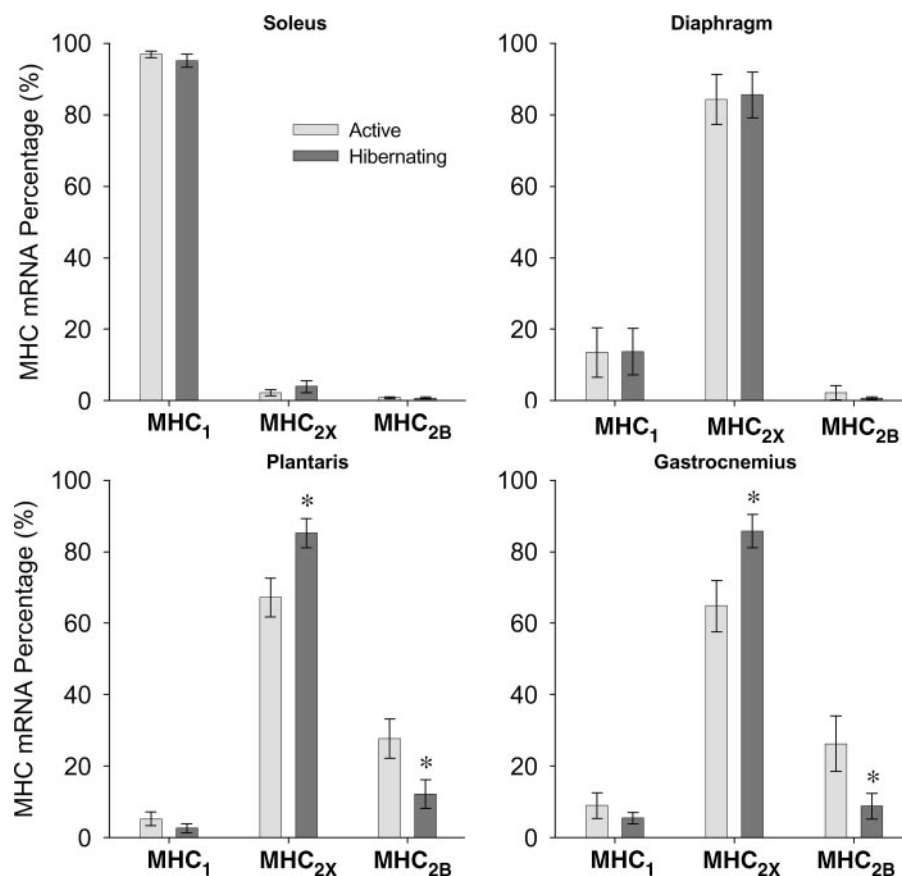 Soleus
MHC mRNA Percentage (%)
100
80
60
40
20
0
Active
Hibernating
MHC1 MHC2X MHC2B
Diaphragm
100
80
60
40
20
0
MHC1 MHC2X MHC2B
Plantaris
MHC mRNA Percentage (%)
100
80
60
40
20
0
*
*
MHC1 MHC2X MHC2B
Gastrocnemius
100
80
60
40
20
0
*
*
MHC1 MHC2X MHC2B